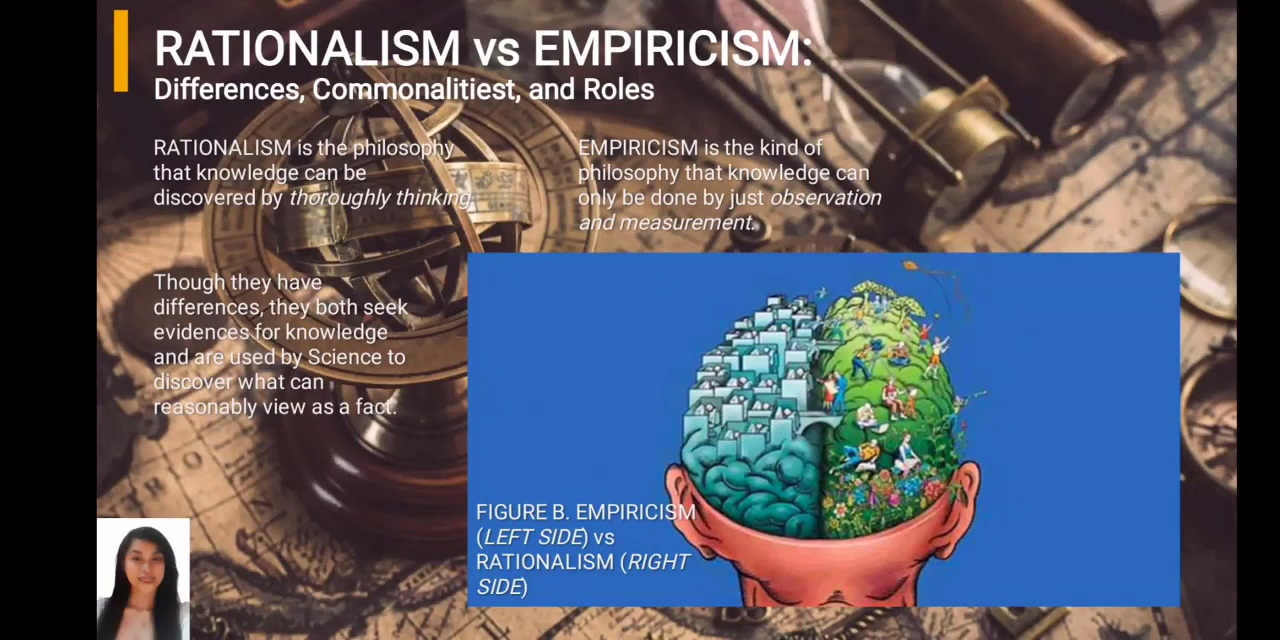 RATIONALISM vs EMPIRICISM:
Differences, Commonalitiest, and Roles
RATIONALISM is the philosophy
that knowledge can be
discovered by thoroughly thinking
EMPIRICISM is the kind of
philosophy that knowledge can
only be done by just observation
and measurement.
Though they have
differences, they both seek
evidences for knowledge
and are used by Science to
discover what can
reasonably view as a fact.
FIGURE B. EMPIRICISM
(LEFT SIDE) vs
RATIONALISM (RIGHT
SIDE)